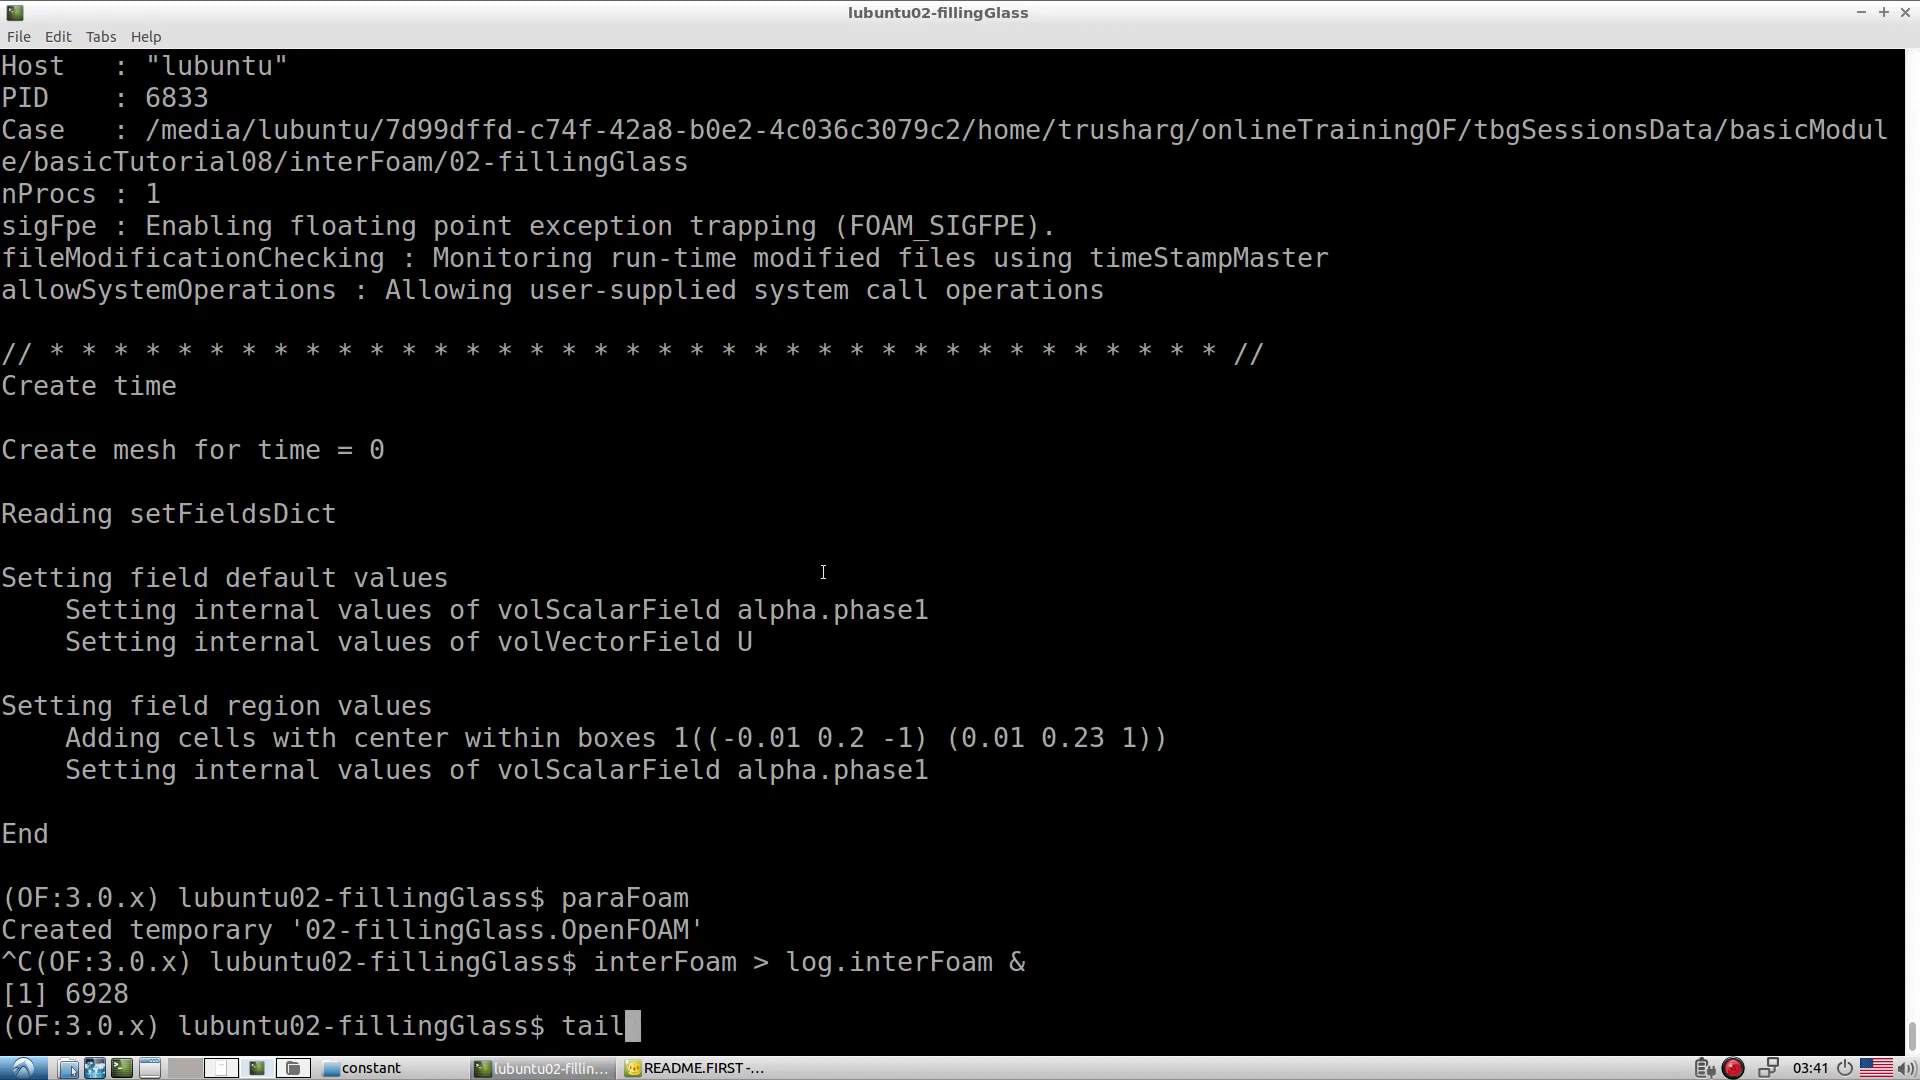 lubuntu02-fillingGlass
File Edit Tabs Help
Host   : "lubuntu"
PID    : 6833
Case   : /media/lubuntu/7d99dffd-c74f-42a8-b0e2-4c036c3079c2/home/trusharg/onlineTrainingOF/tbgSessionsData/basicModul
e/basicTutorial08/interFoam/02-fillingGlass
nProcs : 1
sigFpe : Enabling floating point exception trapping (FOAM_SIGFPE).
fileModificationChecking : Monitoring run-time modified files using timeStampMaster
allowSystemOperations : Allowing user-supplied system call operations
// * * * * * * * * * * * * * * * * * * * * * * * * * * * * * * * * * * * * * //
Create time
Create mesh for time = 0
Reading setFieldsDict
Setting field default values
    Setting internal values of volScalarField alpha.phase1
    Setting internal values of volVectorField U
Setting field region values
    Adding cells with center within boxes 1((-0.01 0.2 -1) (0.01 0.23 1))
    Setting internal values of volScalarField alpha.phase1
End
(OF:3.0.x) lubuntu02-fillingGlass$ paraFoam
Created temporary '02-fillingGlass.OpenFOAM'
^C(OF:3.0.x) lubuntu02-fillingGlass$ interFoam > log.interFoam &
[1] 6928
(OF:3.0.x) lubuntu02-fillingGlass$ tail
constant lubuntu02-fillin... README.FIRST -... 03:41